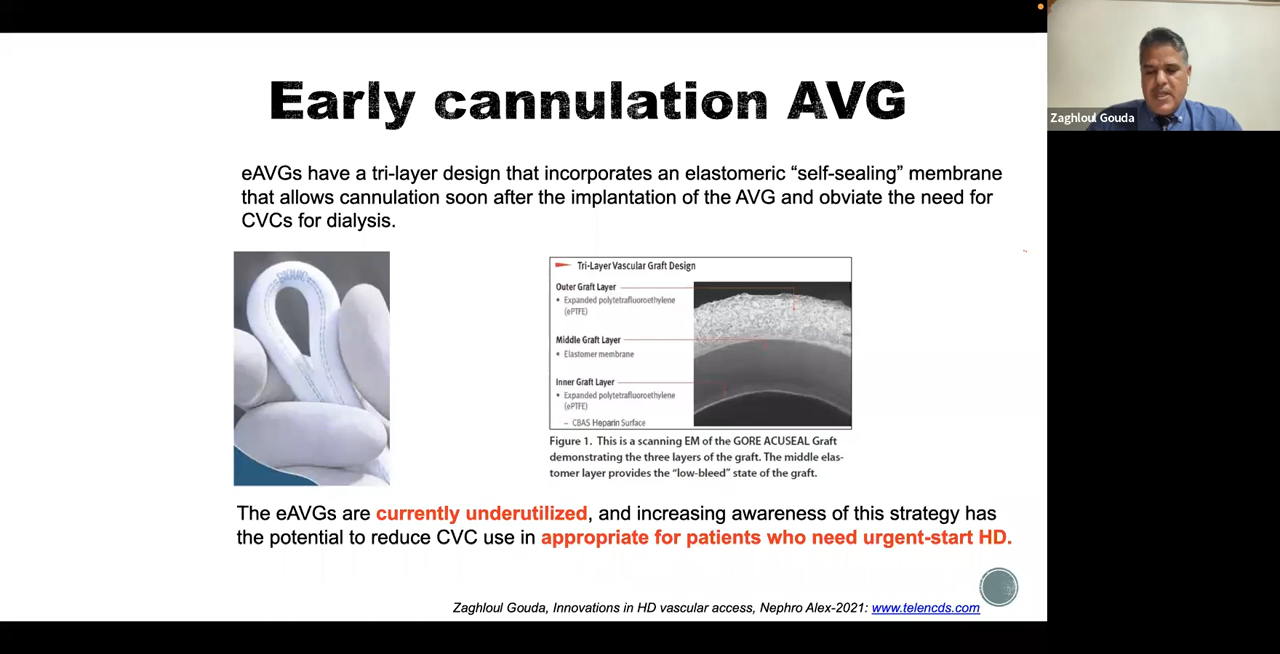 Early cannulation AVG
Zaghloul Gouda
eAVGs have a tri-layer design that incorporates an elastomeric “self-sealing” membrane
that allows cannulation soon after the implantation of the AVG and obviate the need for
CVCs for dialysis.
Tri-Layer Vascular Graft Design
Outer Graft Layer
• Expanded polytetrafluoroethylene
(ePTFE)
Middle Graft Layer
• Elastomer membrane
Inner Graft Layer
• Expanded polytetrafluoroethylene
(ePTFE)
– CBAS Heparin Surface
Figure 1. This is a scanning EM of the GORE ACUSEAL Graft
demonstrating the three layers of the graft. The middle elas-
tomer layer provides the “low-bleed” state of the graft.
The eAVGs are currently underutilized, and increasing awareness of this strategy has
the potential to reduce CVC use in appropriate for patients who need urgent-start HD.
Zaghloul Gouda, Innovations in HD vascular access, Nephro Alex-2021: www.telencds.com